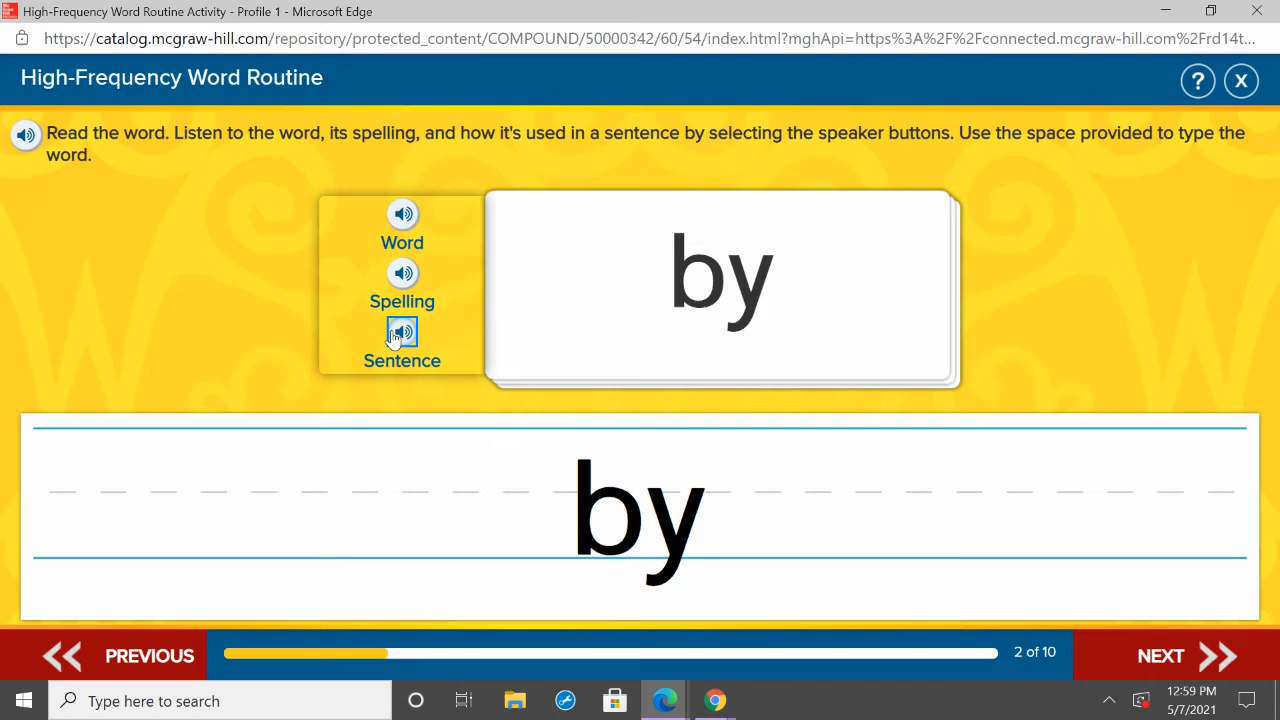 High-Frequency Word Routine Activity - Profile 1 - Microsoft Edge
https://catalog.mcgraw-hill.com/repository/protected_content/COMPOUND/50000342/60/54/index.html?mghApi=https%3A%2F%2Fconnected.mcgraw-hill.com%2Frd14t...
High-Frequency Word Routine
? X
Read the word. Listen to the word, its spelling, and how it's used in a sentence by selecting the speaker buttons. Use the space provided to type the
word.
Word
Spelling
Sentence
by
by
PREVIOUS
2 of 10
NEXT
Type here to search
12:59 PM
5/7/2021